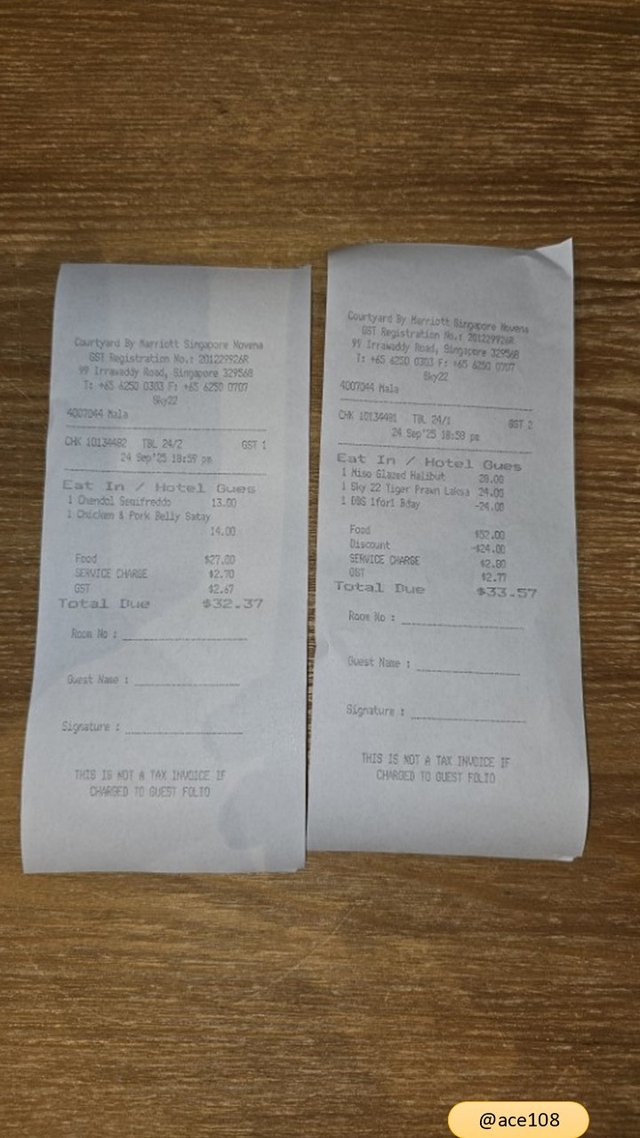 Courtyard By Marriott Singapore Novena
GST Registration No.: 201229926R
99 Irrawaddy Road, Singapore 329568
T: +65 6250 0303 F: +65 6250 0707
Sky22
4007044 Mala
CHK 10134482 TBL 24/2 GST 1
24 Sep'25 18:59 pm
Eat In / Hotel Gues
1 Chendol Semifreddo 13.00
1 Chicken & Pork Belly Satay
14.00
Food $27.00
SERVICE CHARGE $2.70
GST $2.67
Total Due $32.37
Room No :
Guest Name :
Signature :
THIS IS NOT A TAX INVOICE IF
CHARGED TO GUEST FOLIO
Courtyard By Marriott Singapore Novena
GST Registration No.: 201229926R
99 Irrawaddy Road, Singapore 329568
T: +65 6250 0303 F: +65 6250 0707
Sky22
4007044 Mala
CHK 10134481 TBL 24/1 GST 2
24 Sep'25 18:59 pm
Eat In / Hotel Gues
1 Miso Glazed Halibut 28.00
1 Sky 22 Tiger Prawn Laksa 24.00
1 DBS 1for1 Bday -24.00
Food $52.00
Discount -$24.00
SERVICE CHARGE $2.80
GST $2.77
Total Due $33.57
Room No :
Guest Name :
Signature :
THIS IS NOT A TAX INVOICE IF
CHARGED TO GUEST FOLIO
@ace108